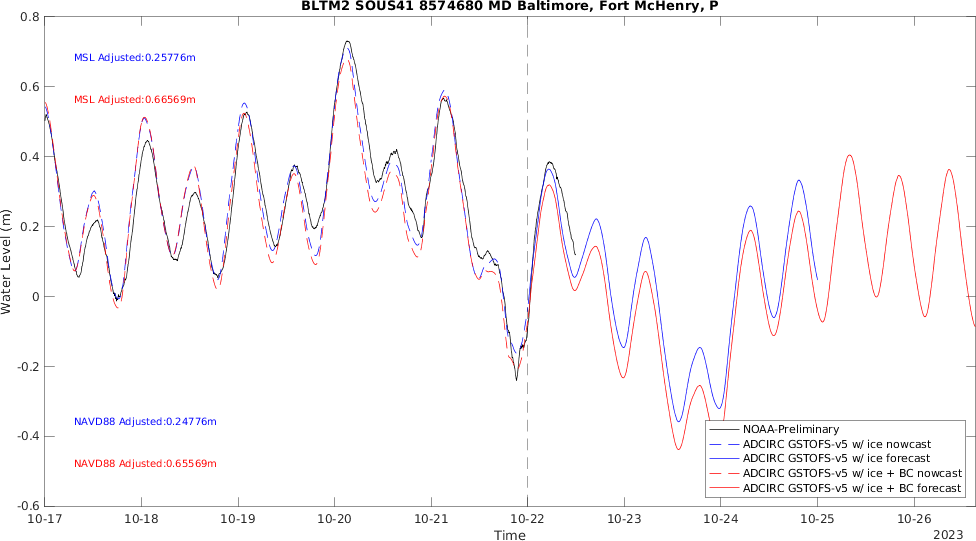 BLTM2 SOUS41 8574680 MD Baltimore, Fort McHenry, P
0.8
0.6
0.4
0.2
0
-0.2
-0.4
-0.6
Water Level (m)
MSL Adjusted:0.25776m
MSL Adjusted:0.66569m
NAVD88 Adjusted:0.24776m
NAVD88 Adjusted:0.65569m
NOAA-Preliminary
ADCIRC GSTOFS-v5 w/ ice nowcast
ADCIRC GSTOFS-v5 w/ ice forecast
ADCIRC GSTOFS-v5 w/ ice + BC nowcast
ADCIRC GSTOFS-v5 w/ ice + BC forecast
10-17 10-18 10-19 10-20 10-21 10-22 10-23 10-24 10-25 10-26
Time
2023